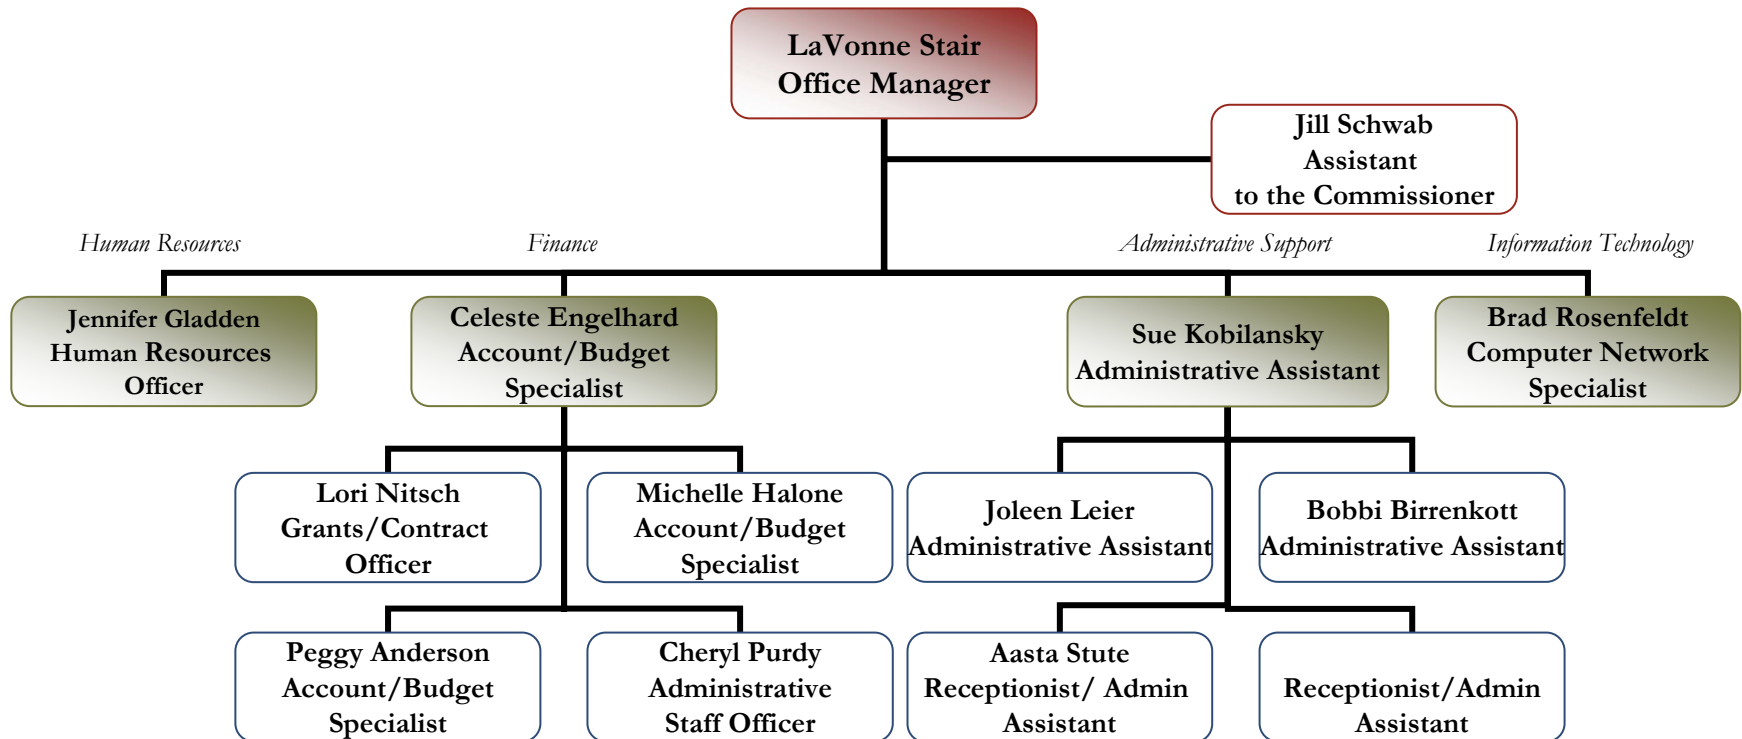 LaVonne Stair
Office Manager
Jill Schwab
Assistant
to the Commissioner
Human Resources
Finance
Administrative Support
Information Technology
Jennifer Gladden
Human Resources
Officer
Celeste Engelhard
Account/Budget
Specialist
Sue Kobilansky
Administrative Assistant
Brad Rosenfeldt
Computer Network
Specialist
Lori Nitsch
Grants/Contract
Officer
Michelle Halone
Account/Budget
Specialist
Joleen Leier
Administrative Assistant
Bobbi Birrenkott
Administrative Assistant
Peggy Anderson
Account/Budget
Specialist
Cheryl Purdy
Administrative
Staff Officer
Aasta Stute
Receptionist/ Admin
Assistant
Receptionist/Admin
Assistant